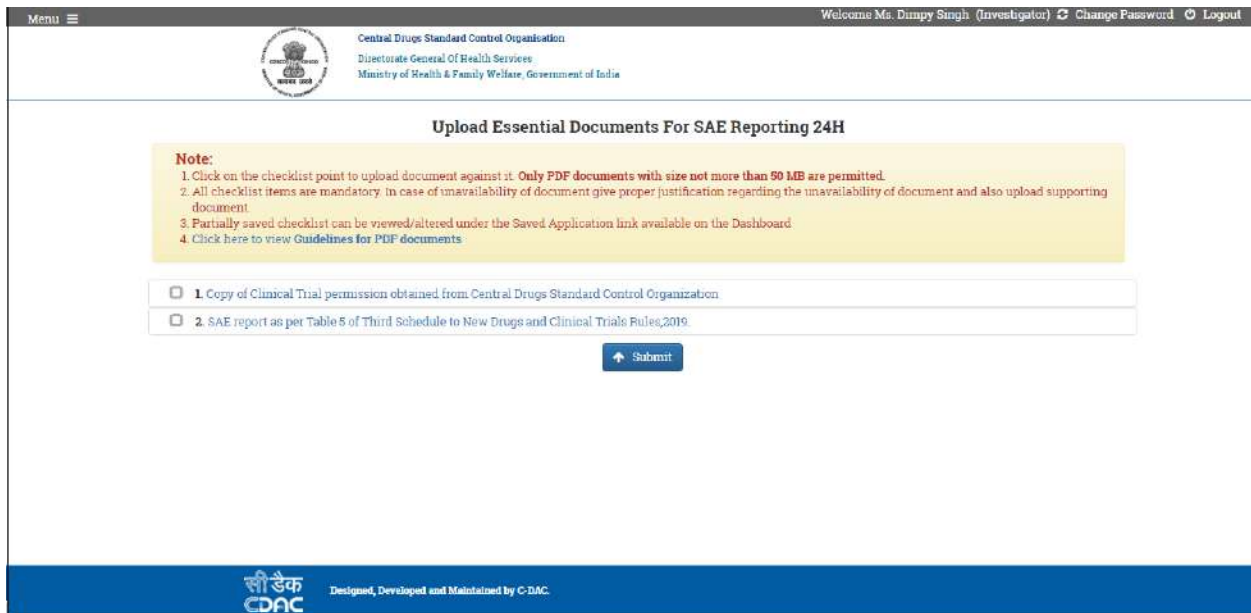 Menu ☰
Welcome Ms. Dimpy Singh (Investigator) Change Password Logout
Central Drugs Standard Control Organisation
Directorate General Of Health Services
Ministry of Health & Family Welfare, Government of India
Upload Essential Documents For SAE Reporting 24H
Note:
1. Click on the checklist point to upload document against it. Only PDF documents with size not more than 50 MB are permitted.
2. All checklist items are mandatory. In case of unavailability of document give proper justification regarding the unavailability of document and also upload supporting
document.
3. Partially saved checklist can be viewed/altered under the Saved Application link available on the Dashboard
4. Click here to view Guidelines for PDF documents
1. Copy of Clinical Trial permission obtained from Central Drugs Standard Control Organization
2. SAE report as per Table 5 of Third Schedule to New Drugs and Clinical Trials Rules,2019.
Submit
सी डैक
CDAC
Designed, Developed and Maintained by C-DAC.